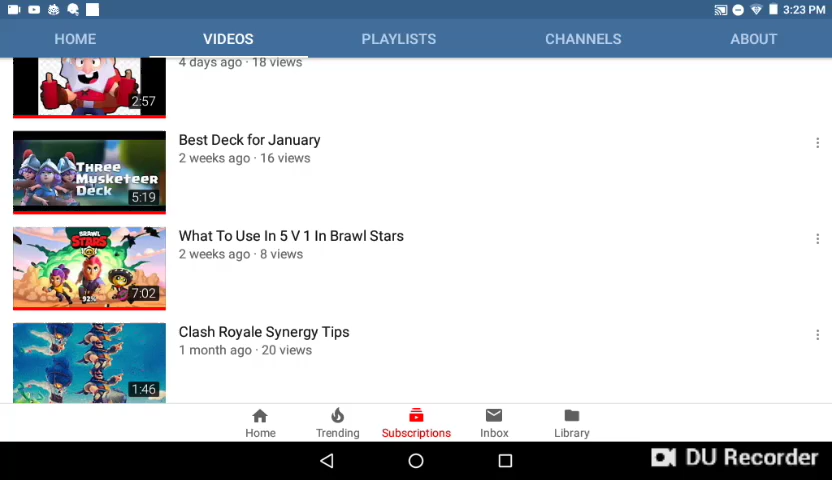 3:23 PM
HOME
VIDEOS
PLAYLISTS
CHANNELS
ABOUT
4 days ago · 18 views
2:57
Best Deck for January
2 weeks ago · 16 views
THREE
MUSKETEER
DECK
5:19
What To Use In 5 V 1 In Brawl Stars
2 weeks ago · 8 views
BRAWL
STARS
92%
7:02
Clash Royale Synergy Tips
1 month ago · 20 views
1:46
Home
Trending
Subscriptions
Inbox
Library
DU Recorder